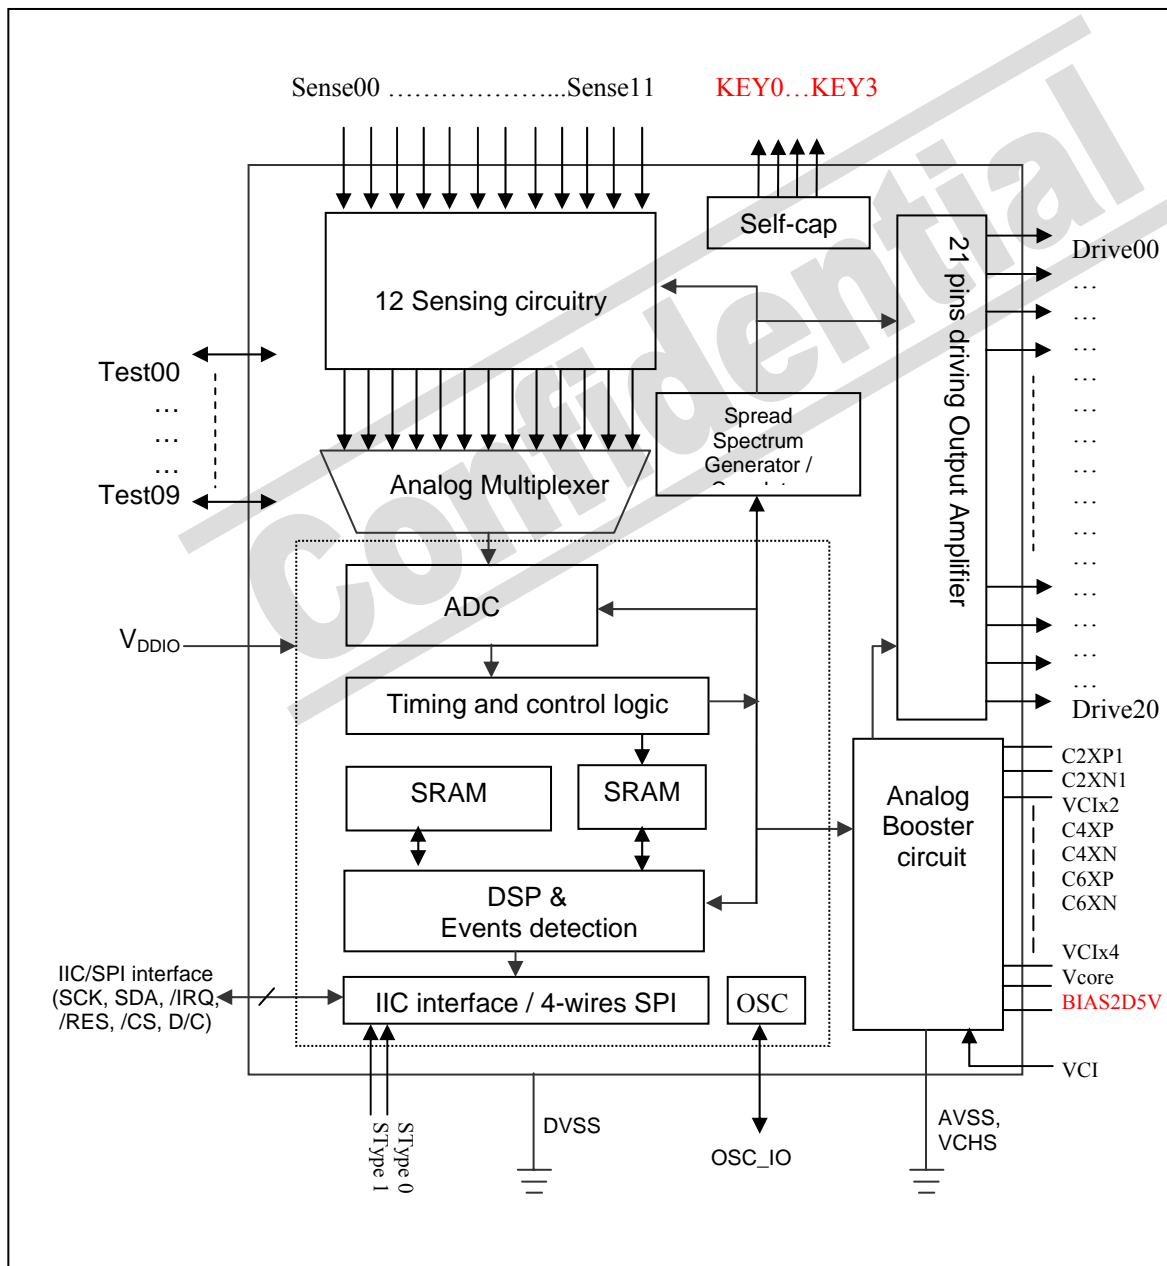 Sense00 ………………...Sense11
KEY0…KEY3
Self-cap
12 Sensing circuitry
21 pins driving Output Amplifier
Drive00
…
…
…
…
…
…
…
…
…
…
…
…
…
…
Drive20
Test00
…
…
…
Test09
Spread
Spectrum
Generator /
Analog Multiplexer
Confidential
ADC
VDDIO
Timing and control logic
SRAM
SRAM
DSP &
Events detection
IIC interface / 4-wires SPI
OSC
IIC/SPI interface
(SCK, SDA, /IRQ,
/RES, /CS, D/C)
Analog
Booster
circuit
C2XP1
C2XN1
VCIx2
C4XP
C4XN
C6XP
C6XN
VCIx4
Vcore
BIAS2D5V
VCI
SType 0
SType 1
DVSS
OSC_IO
AVSS,
VCHS